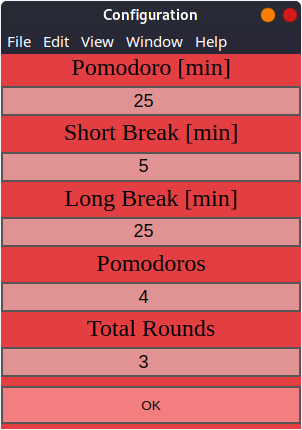 Configuration
File Edit View Window Help
Pomodoro [min]
25
Short Break [min]
5
Long Break [min]
25
Pomodoros
4
Total Rounds
3
OK